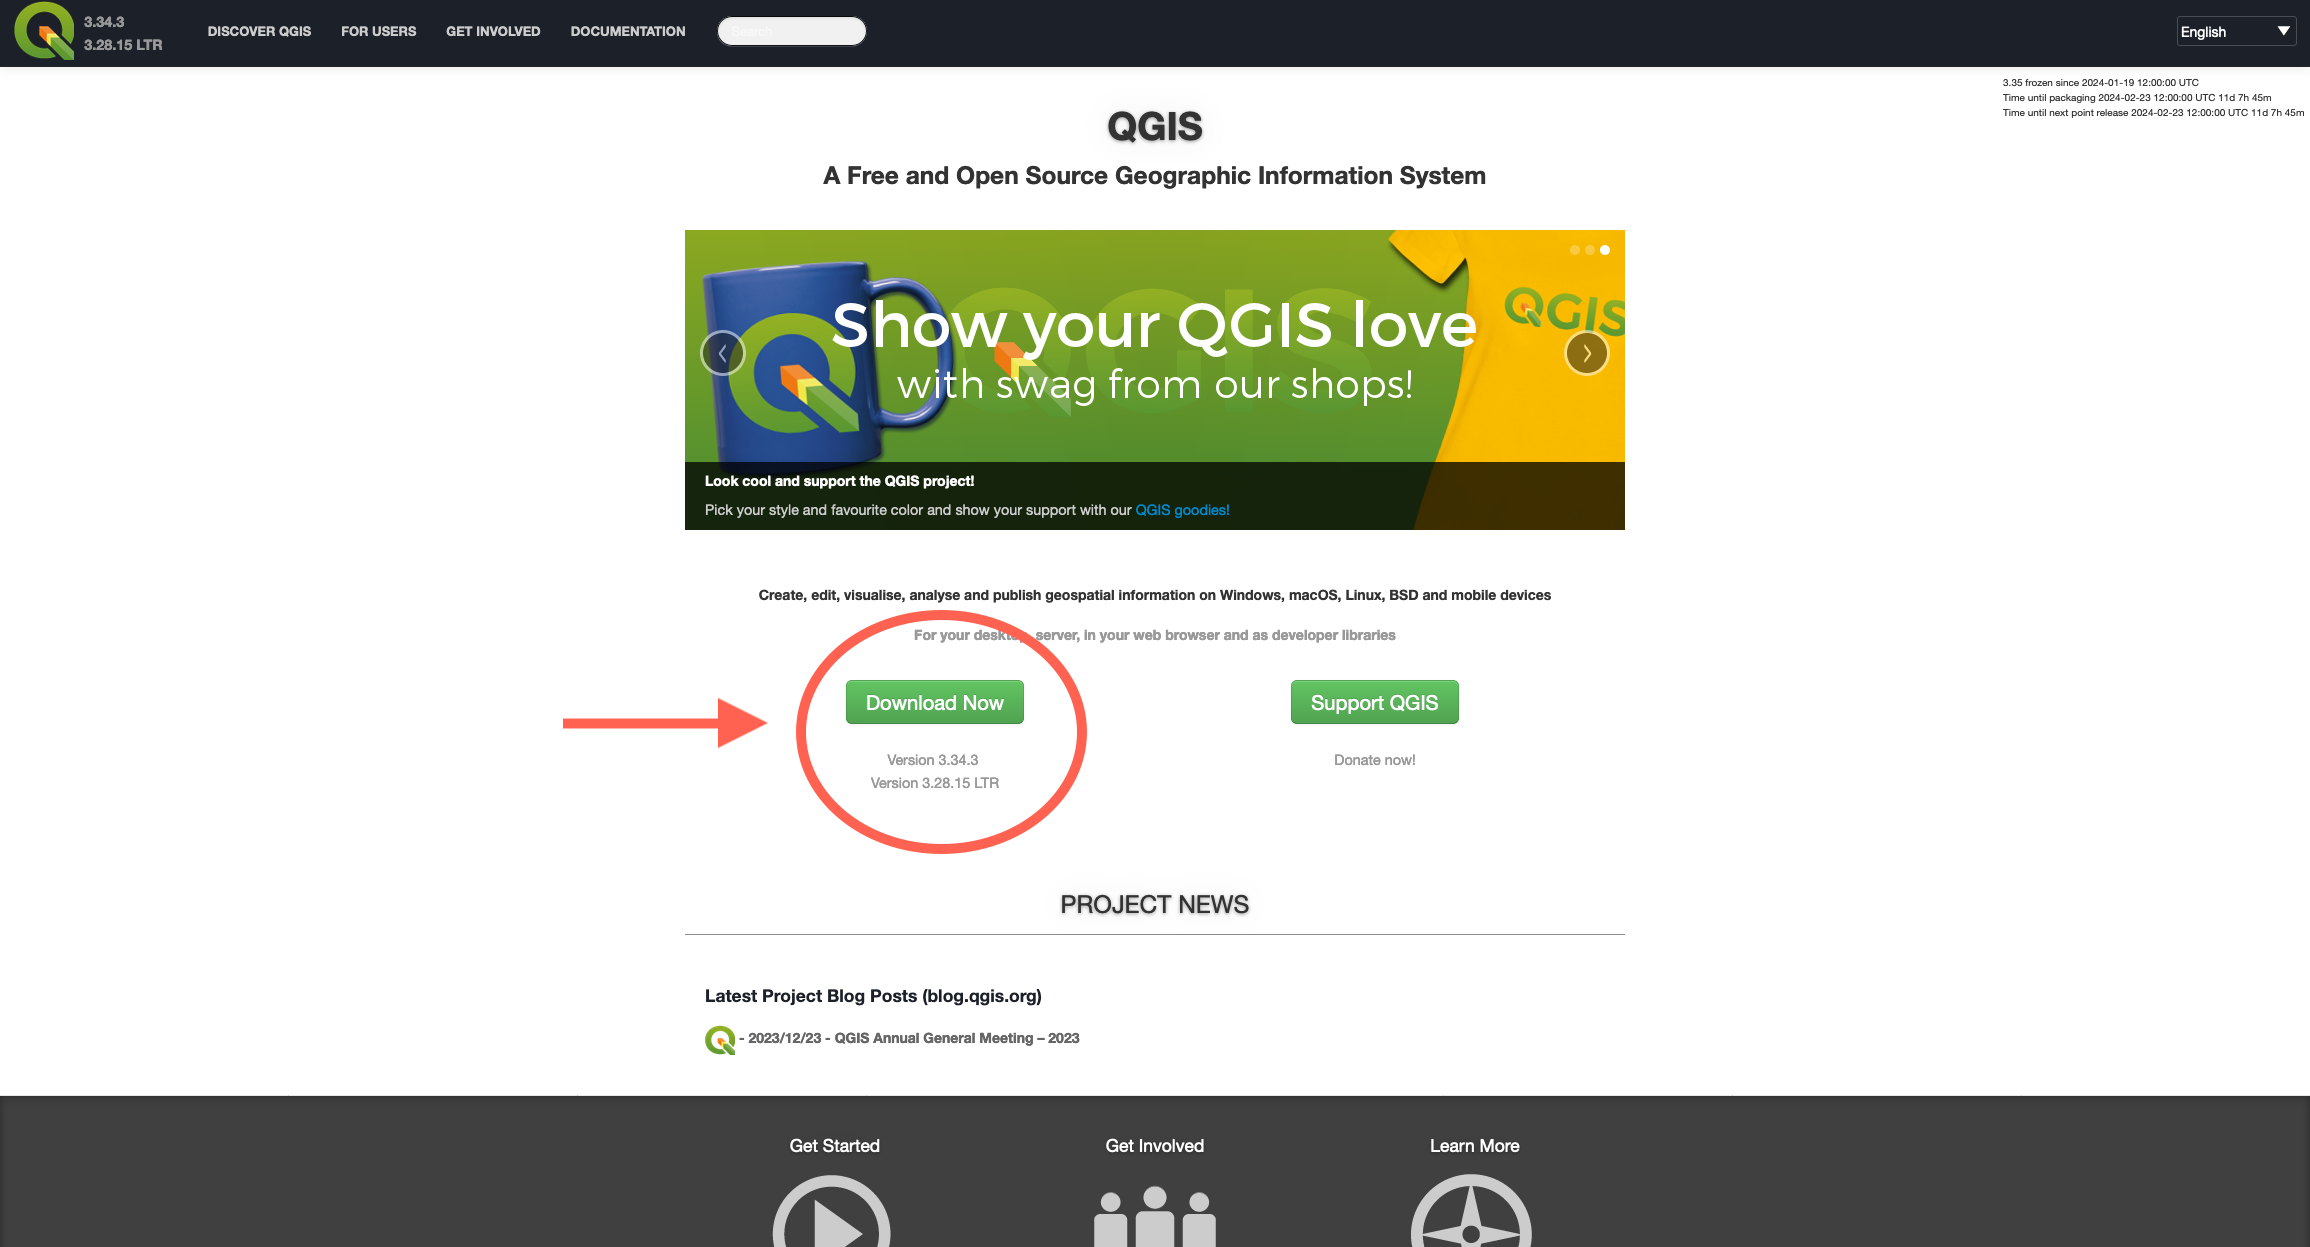 3.34.3
3.28.15 LTR
DISCOVER QGIS
FOR USERS
GET INVOLVED
DOCUMENTATION
Search
English
3.35 frozen since 2024-01-19 12:00:00 UTC
Time until packaging 2024-02-23 12:00:00 UTC 11d 7h 45m
Time until next point release 2024-02-23 12:00:00 UTC 11d 7h 45m
QGIS
A Free and Open Source Geographic Information System
QGIS
QGIS
Show your QGIS love
with swag from our shops!
Look cool and support the QGIS project!
Pick your style and favourite color and show your support with our QGIS goodies!
Create, edit, visualise, analyse and publish geospatial information on Windows, macOS, Linux, BSD and mobile devices
For your desktop, server, in your web browser and as developer libraries
Download Now
Version 3.34.3
Version 3.28.15 LTR
Support QGIS
Donate now!
PROJECT NEWS
Latest Project Blog Posts (blog.qgis.org)
- 2023/12/23 - QGIS Annual General Meeting – 2023
Get Started
Get Involved
Learn More